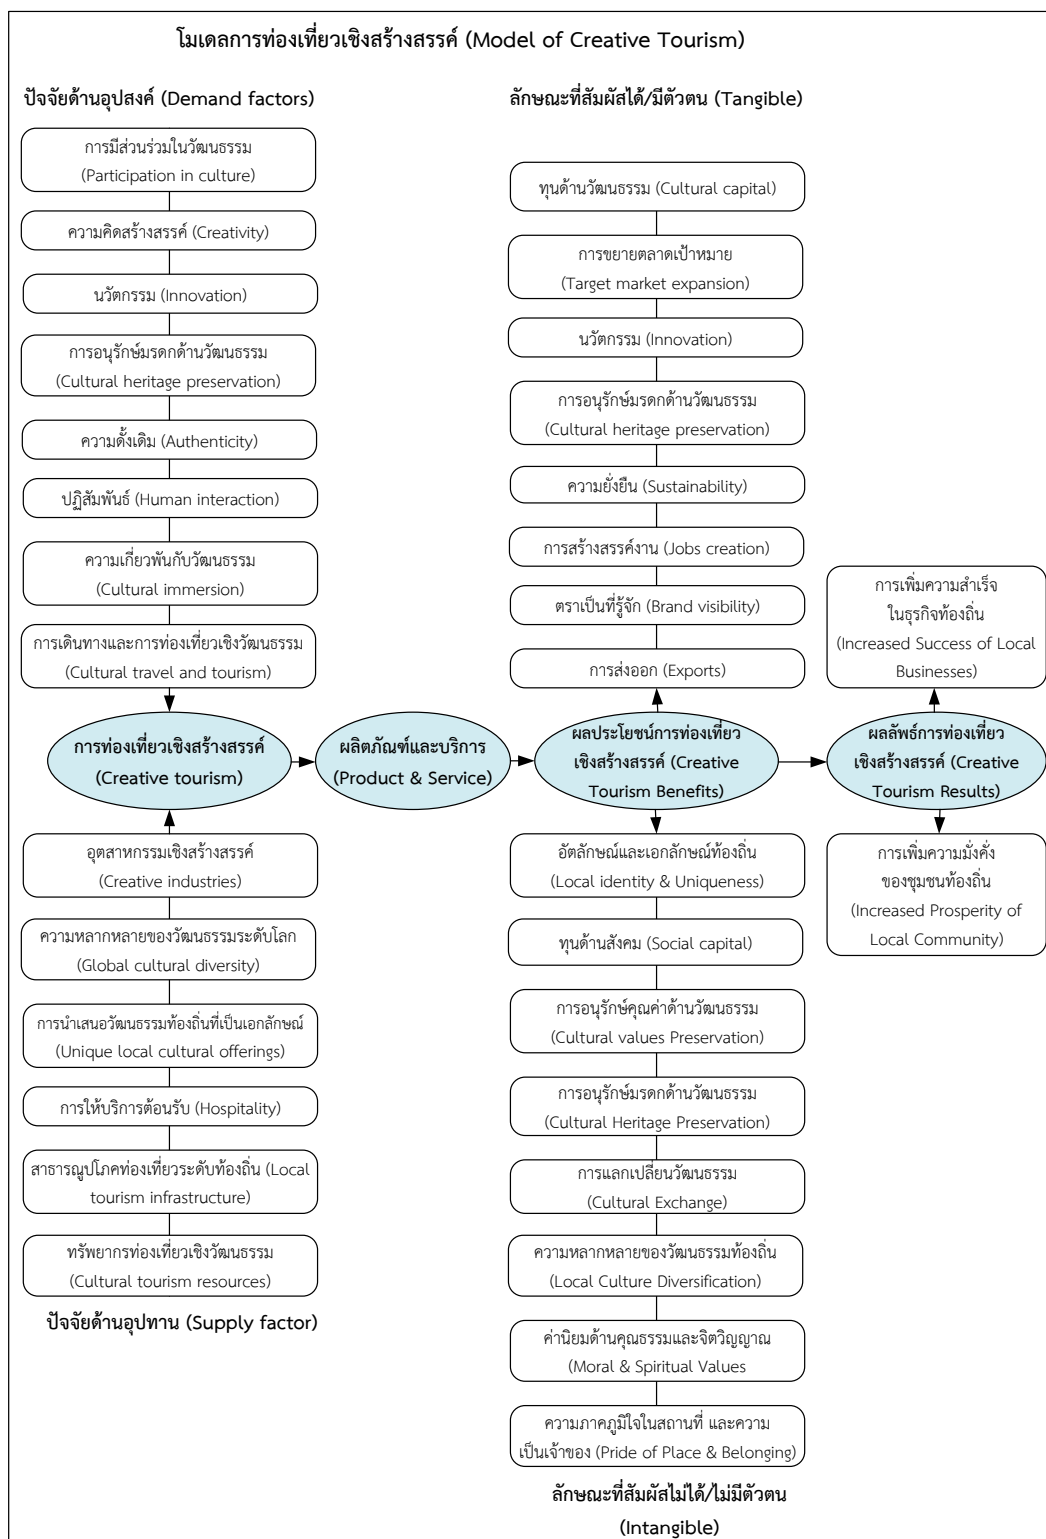 โมเดลการท่องเที่ยวเชิงสร้างสรรค์ (Model of Creative Tourism)
ปัจจัยด้านอุปสงค์ (Demand factors)
การมีส่วนร่วมในวัฒนธรรม
(Participation in culture)
ความคิดสร้างสรรค์ (Creativity)
นวัตกรรม (Innovation)
การอนุรักษ์มรดกด้านวัฒนธรรม
(Cultural heritage preservation)
ความดั้งเดิม (Authenticity)
ปฏิสัมพันธ์ (Human interaction)
ความเกี่ยวพันกับวัฒนธรรม
(Cultural immersion)
การเดินทางและการท่องเที่ยวเชิงวัฒนธรรม
(Cultural travel and tourism)
การท่องเที่ยวเชิงสร้างสรรค์
(Creative tourism)
อุตสาหกรรมเชิงสร้างสรรค์
(Creative industries)
ความหลากหลายของวัฒนธรรมระดับโลก
(Global cultural diversity)
การนำเสนอวัฒนธรรมท้องถิ่นที่เป็นเอกลักษณ์
(Unique local cultural offerings)
การให้บริการต้อนรับ (Hospitality)
สาธารณูปโภคท่องเที่ยวระดับท้องถิ่น (Local
tourism infrastructure)
ทรัพยากรท่องเที่ยวเชิงวัฒนธรรม
(Cultural tourism resources)
ปัจจัยด้านอุปทาน (Supply factor)
ผลิตภัณฑ์และบริการ
(Product & Service)
ลักษณะที่สัมผัสได้/มีตัวตน (Tangible)
ทุนด้านวัฒนธรรม (Cultural capital)
การขยายตลาดเป้าหมาย
(Target market expansion)
นวัตกรรม (Innovation)
การอนุรักษ์มรดกด้านวัฒนธรรม
(Cultural heritage preservation)
ความยั่งยืน (Sustainability)
การสร้างสรรค์งาน (Jobs creation)
ตราเป็นที่รู้จัก (Brand visibility)
การส่งออก (Exports)
ผลประโยชน์การท่องเที่ยว
เชิงสร้างสรรค์ (Creative
Tourism Benefits)
อัตลักษณ์และเอกลักษณ์ท้องถิ่น
(Local identity & Uniqueness)
ทุนด้านสังคม (Social capital)
การอนุรักษ์คุณค่าด้านวัฒนธรรม
(Cultural values Preservation)
การอนุรักษ์มรดกด้านวัฒนธรรม
(Cultural Heritage Preservation)
การแลกเปลี่ยนวัฒนธรรม
(Cultural Exchange)
ความหลากหลายของวัฒนธรรมท้องถิ่น
(Local Culture Diversification)
ค่านิยมด้านคุณธรรมและจิตวิญญาณ
(Moral & Spiritual Values
ความภาคภูมิใจในสถานที่ และความ
เป็นเจ้าของ (Pride of Place & Belonging)
ลักษณะที่สัมผัสไม่ได้/ไม่มีตัวตน
(Intangible)
การเพิ่มความสำเร็จ
ในธุรกิจท้องถิ่น
(Increased Success of Local
Businesses)
ผลลัพธ์การท่องเที่ยว
เชิงสร้างสรรค์ (Creative
Tourism Results)
การเพิ่มความมั่งคั่ง
ของชุมชนท้องถิ่น
(Increased Prosperity of
Local Community)